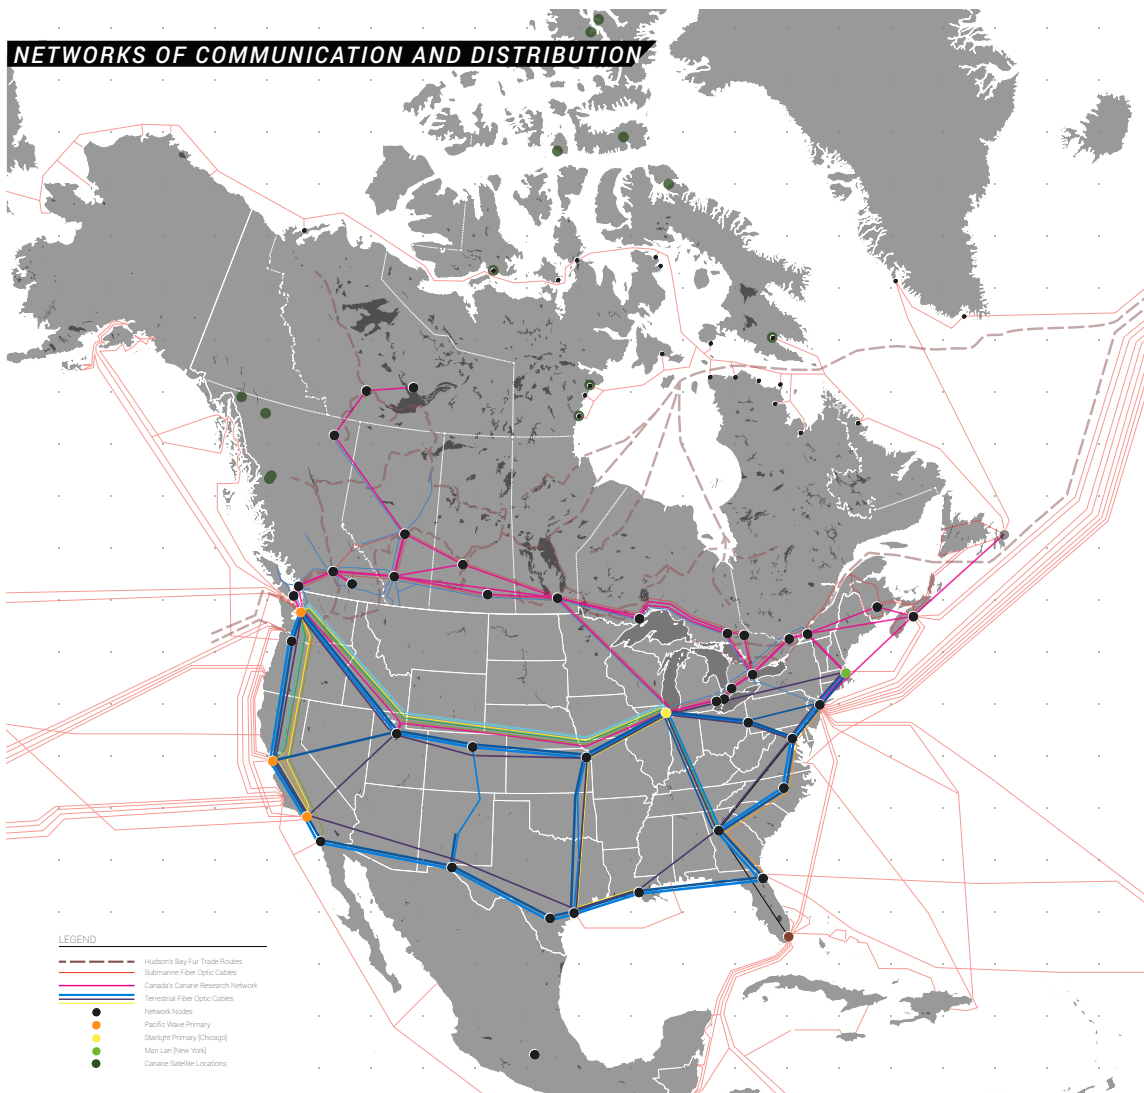 NETWORKS OF COMMUNICATION AND DISTRIBUTION
LEGEND
Hudson's Bay Fur Trade Routes
Submarine Fiber Optic Cables
Canada's Canarie Research Network
Terrestrial Fiber Optic Cables
Network Nodes
Pacific Wave Primary
Starlight Primary [Chicago]
Man Lan [New York]
Canarie Satellite Locations